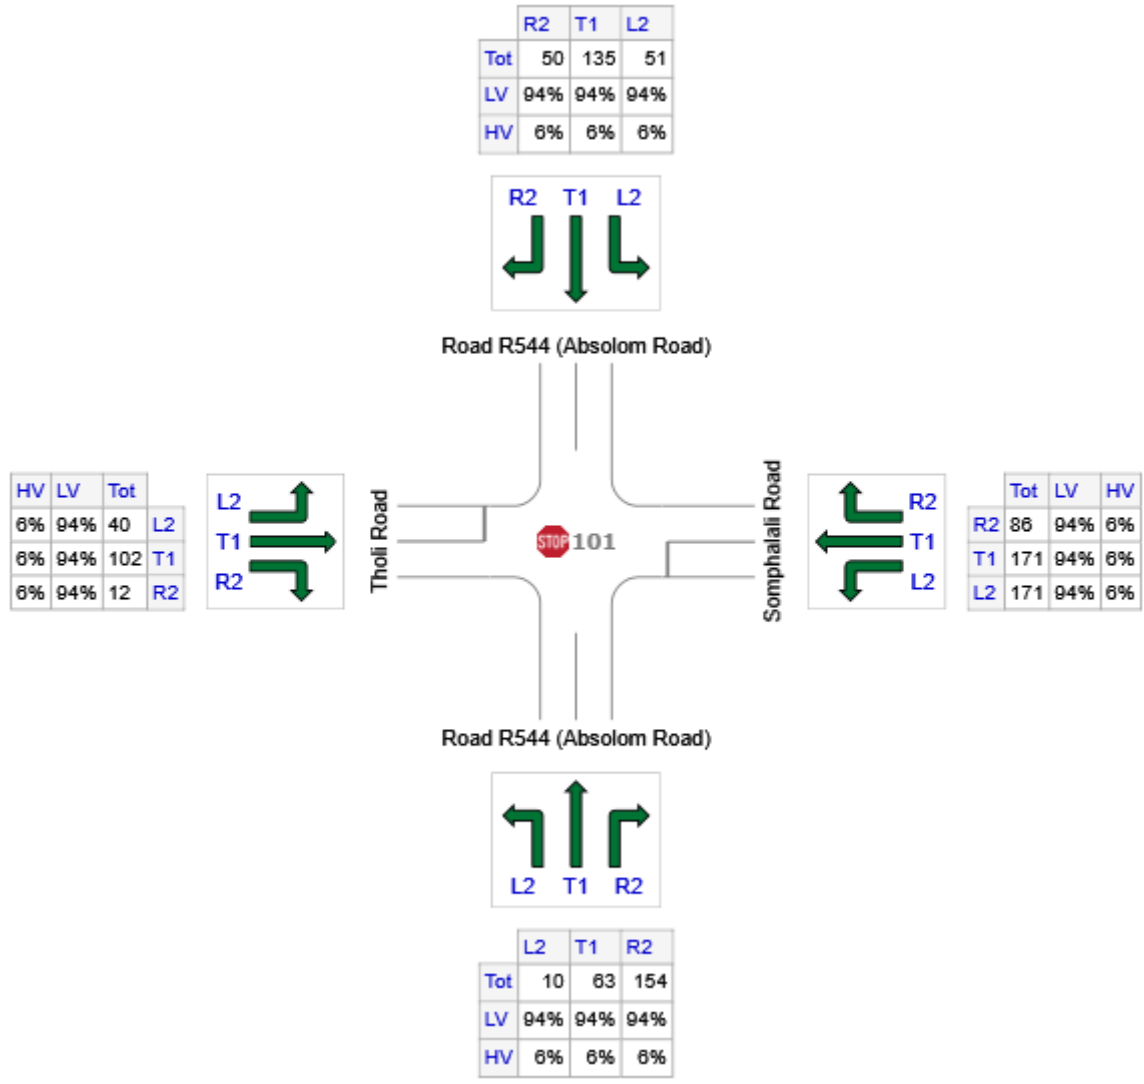 R2 T1 L2
Tot 50 135 51
LV 94% 94% 94%
HV 6% 6% 6%
R2 T1 L2
Road R544 (Absolom Road)
HV LV Tot
6% 94% 40 L2
6% 94% 102 T1
6% 94% 12 R2
L2
T1
R2
Tholi Road
STOP 101
Somphalali Road
R2
T1
L2
Tot LV HV
R2 86 94% 6%
T1 171 94% 6%
L2 171 94% 6%
Road R544 (Absolom Road)
L2 T1 R2
L2 T1 R2
Tot 10 63 154
LV 94% 94% 94%
HV 6% 6% 6%